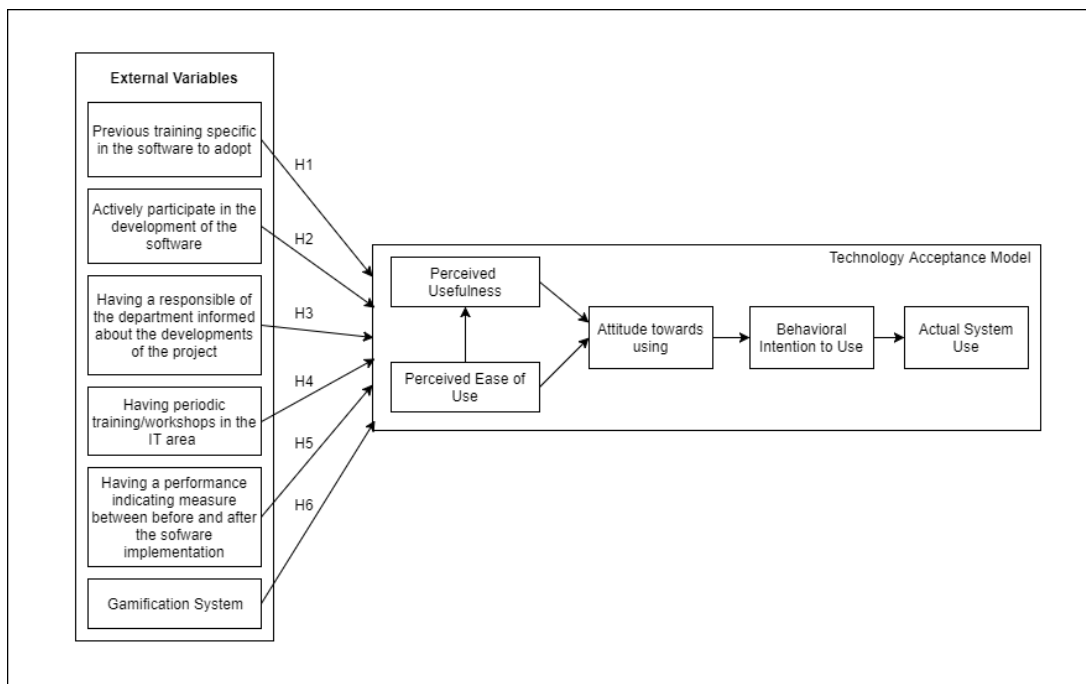 External Variables
Previous training specific
in the software to adopt
H1
Actively participate in the
development of the
software
H2
Having a responsible of
the department informed
about the developments
of the project
H3
Having periodic
training/workshops in the
IT area
H4
Having a performance
indicating measure
between before and after
the sofware
implementation
H5
Gamification System
H6
Technology Acceptance Model
Perceived
Usefulness
Perceived Ease of
Use
Attitude towards
using
Behavioral
Intention to Use
Actual System
Use